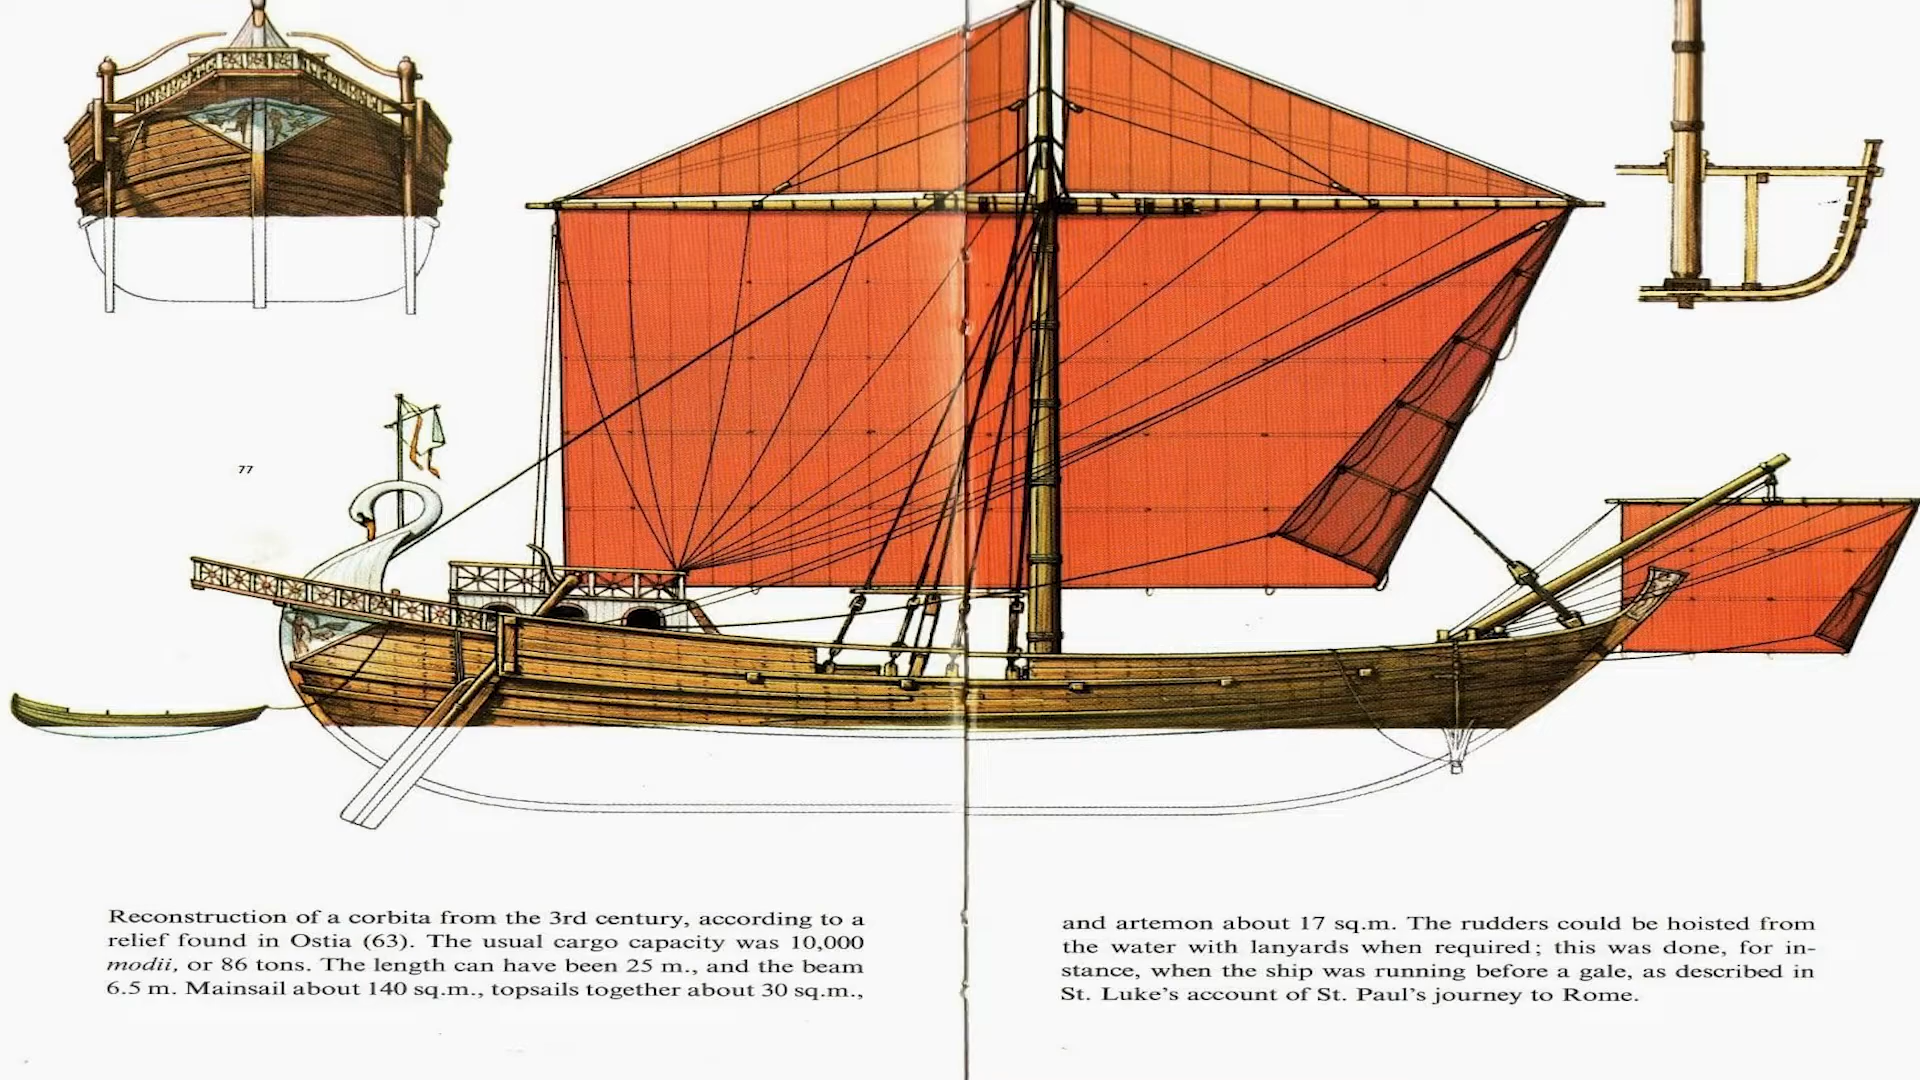 77
Reconstruction of a corbita from the 3rd century, according to a
relief found in Ostia (63). The usual cargo capacity was 10,000
modii, or 86 tons. The length can have been 25 m., and the beam
6.5 m. Mainsail about 140 sq.m., topsails together about 30 sq.m.,
and artemon about 17 sq.m. The rudders could be hoisted from
the water with lanyards when required; this was done, for in-
stance, when the ship was running before a gale, as described in
St. Luke's account of St. Paul's journey to Rome.